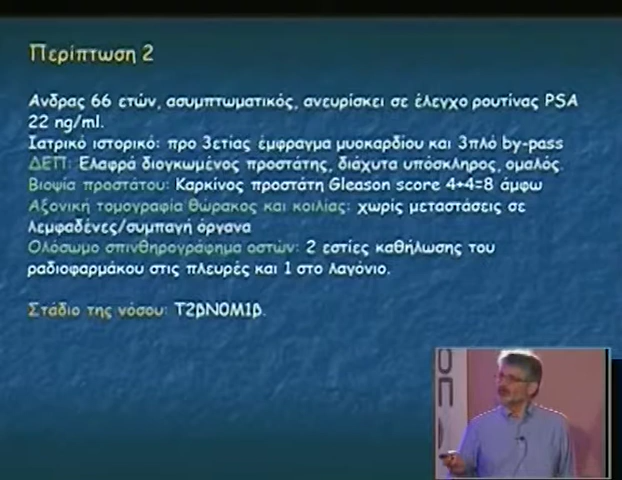 Περίπτωση 2
Ανδρας 66 ετών, ασυμπτωματικός, ανευρίσκει σε έλεγχο ρουτίνας PSA
22 ng/ml.
Ιατρικό ιστορικό: προ 3ετίας έμφραγμα μυοκαρδίου και 3πλό by-pass
ΔΕΠ: Ελαφρά διογκωμένος προστάτης, διάχυτα υπόσκληρος, ομαλός.
Βιοψία προστάτου: Καρκίνος προστάτη Gleason score 4+4=8 άμφω
Αξονική τομογραφία θώρακος και κοιλίας: χωρίς μεταστάσεις σε
λεμφαδένες/συμπαγή όργανα
Ολόσωμο σπινθηρογράφημα οστών: 2 εστίες καθήλωσης του
ραδιοφαρμάκου στις πλευρές και 1 στο λαγόνιο.
Στάδιο της νόσου: Τ2βΝ0Μ1β.